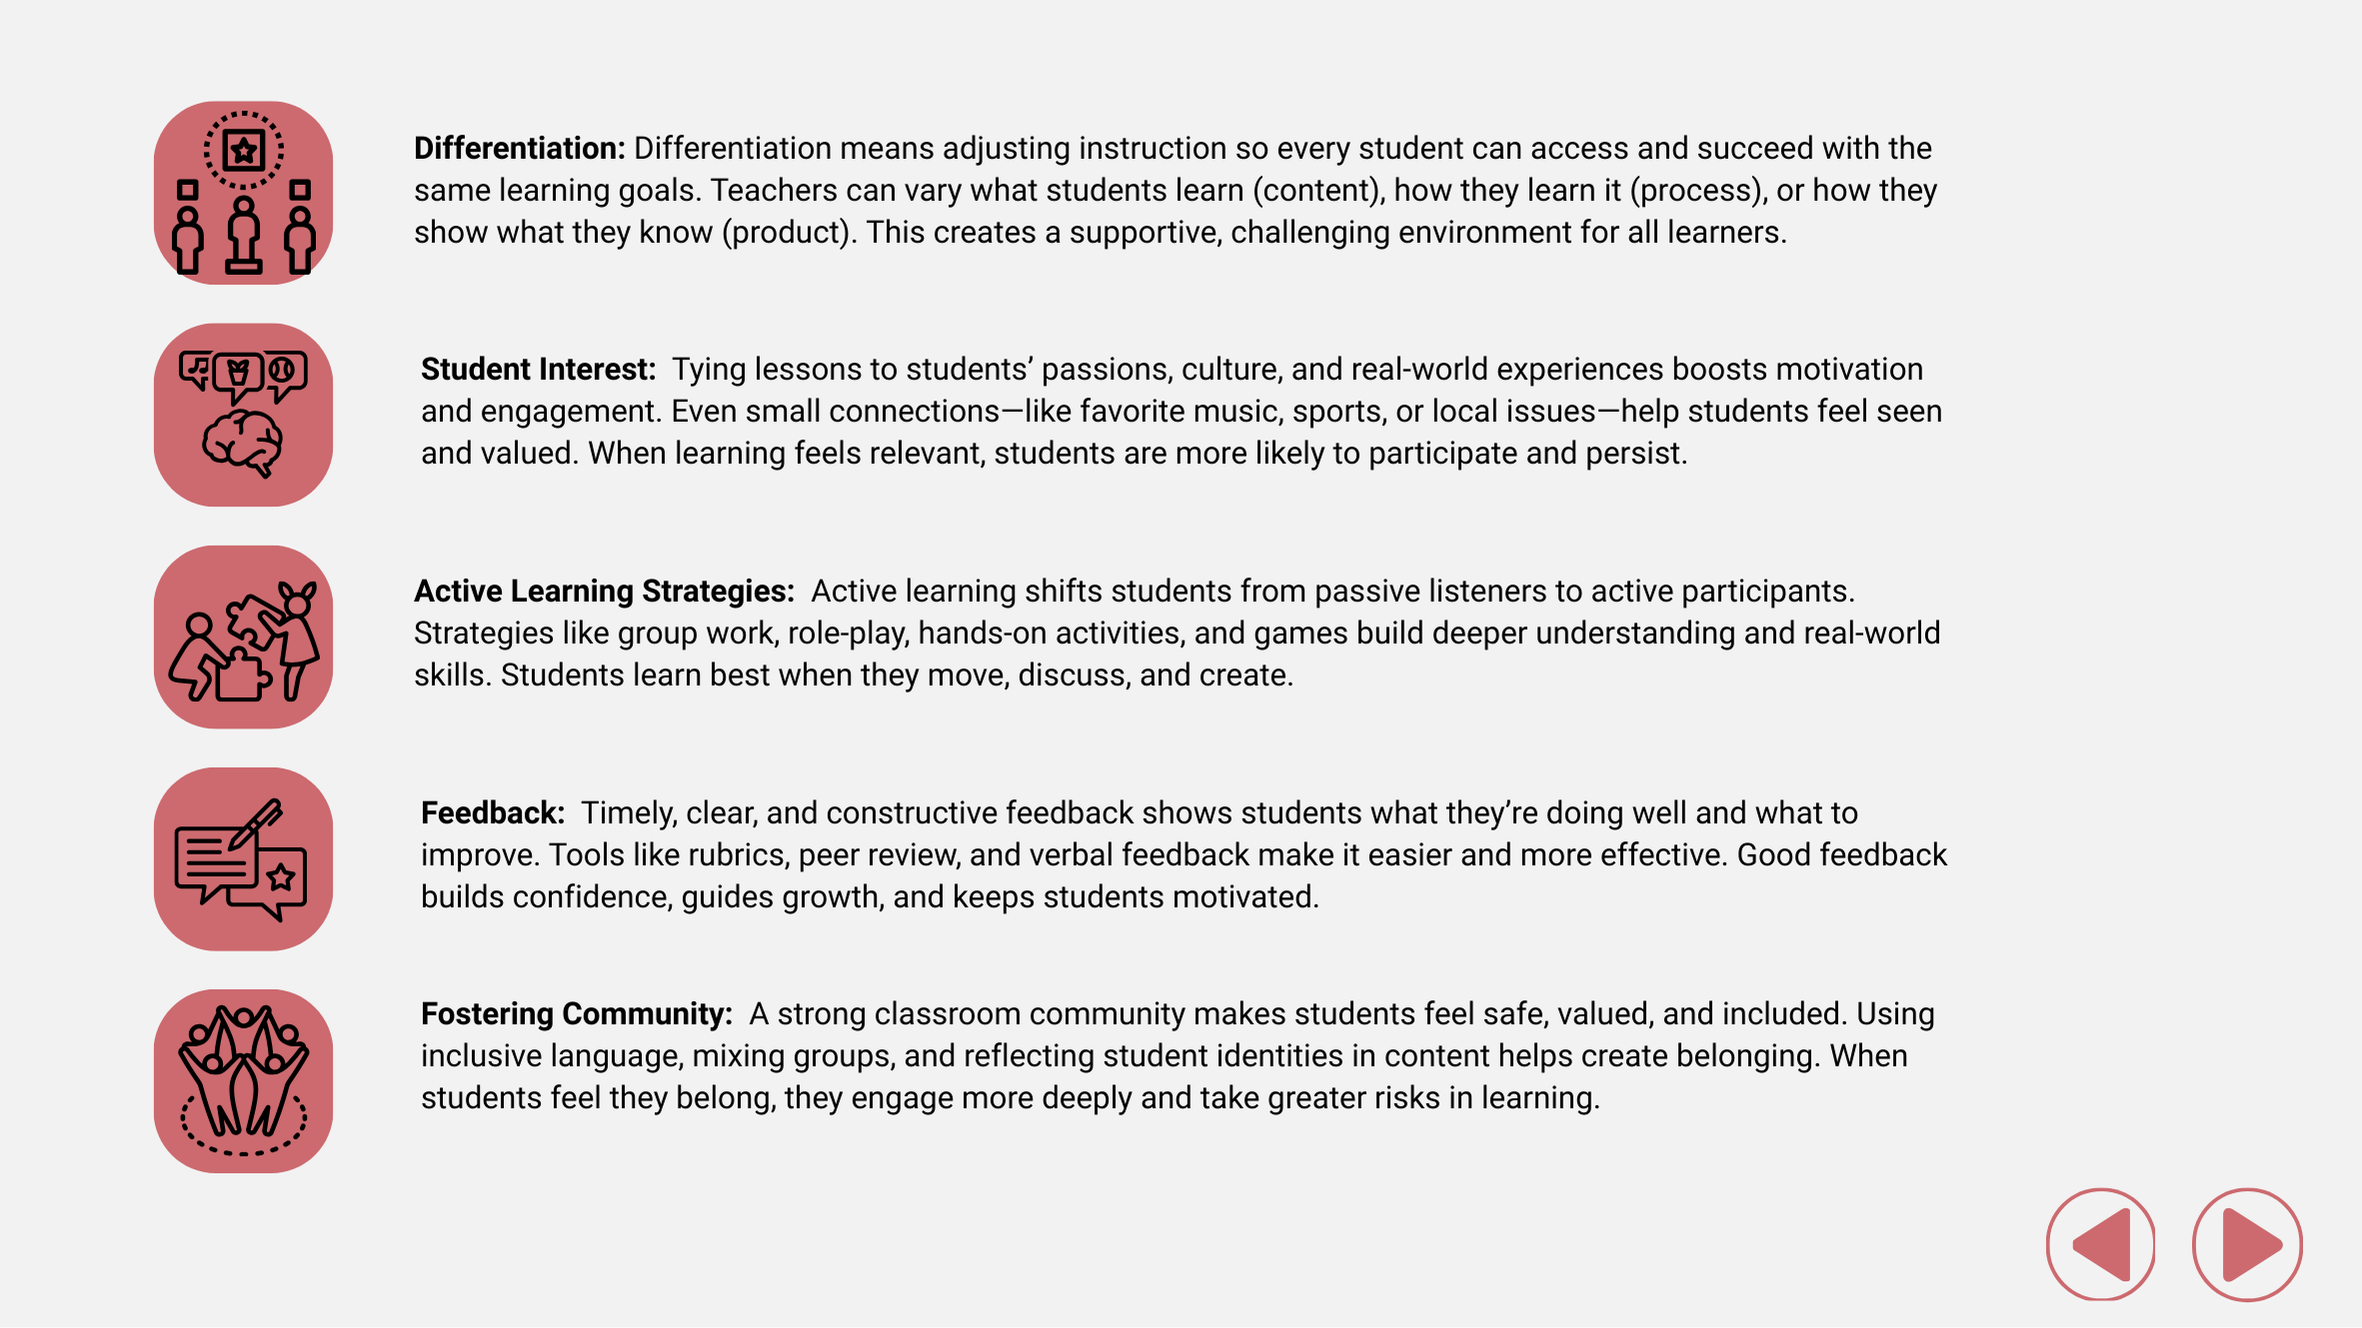 Differentiation: Differentiation means adjusting instruction so every student can access and succeed with the
same learning goals. Teachers can vary what students learn (content), how they learn it (process), or how they
show what they know (product). This creates a supportive, challenging environment for all learners.
Student Interest: Tying lessons to students’ passions, culture, and real-world experiences boosts motivation
and engagement. Even small connections—like favorite music, sports, or local issues—help students feel seen
and valued. When learning feels relevant, students are more likely to participate and persist.
Active Learning Strategies: Active learning shifts students from passive listeners to active participants.
Strategies like group work, role-play, hands-on activities, and games build deeper understanding and real-world
skills. Students learn best when they move, discuss, and create.
Feedback: Timely, clear, and constructive feedback shows students what they’re doing well and what to
improve. Tools like rubrics, peer review, and verbal feedback make it easier and more effective. Good feedback
builds confidence, guides growth, and keeps students motivated.
Fostering Community: A strong classroom community makes students feel safe, valued, and included. Using
inclusive language, mixing groups, and reflecting student identities in content helps create belonging. When
students feel they belong, they engage more deeply and take greater risks in learning.